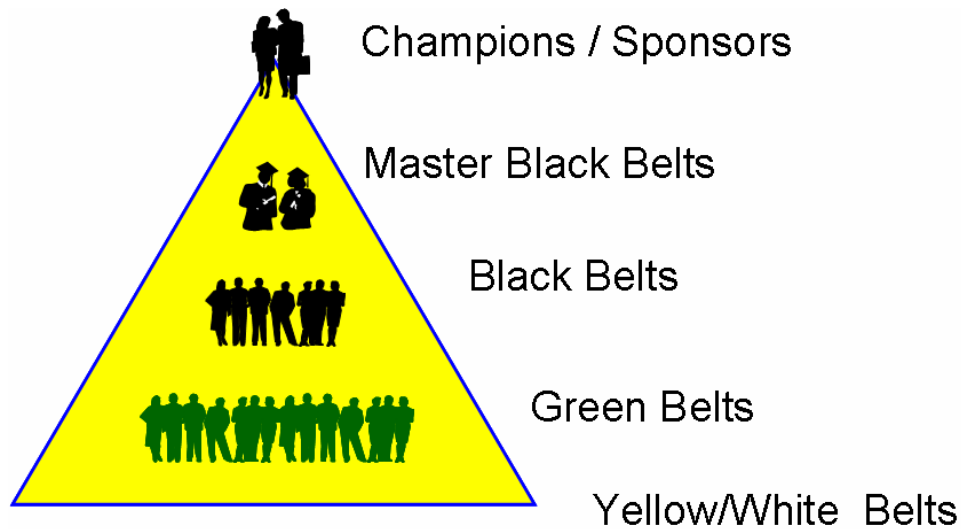 Champions / Sponsors
Master Black Belts
Black Belts
Green Belts
Yellow/White Belts